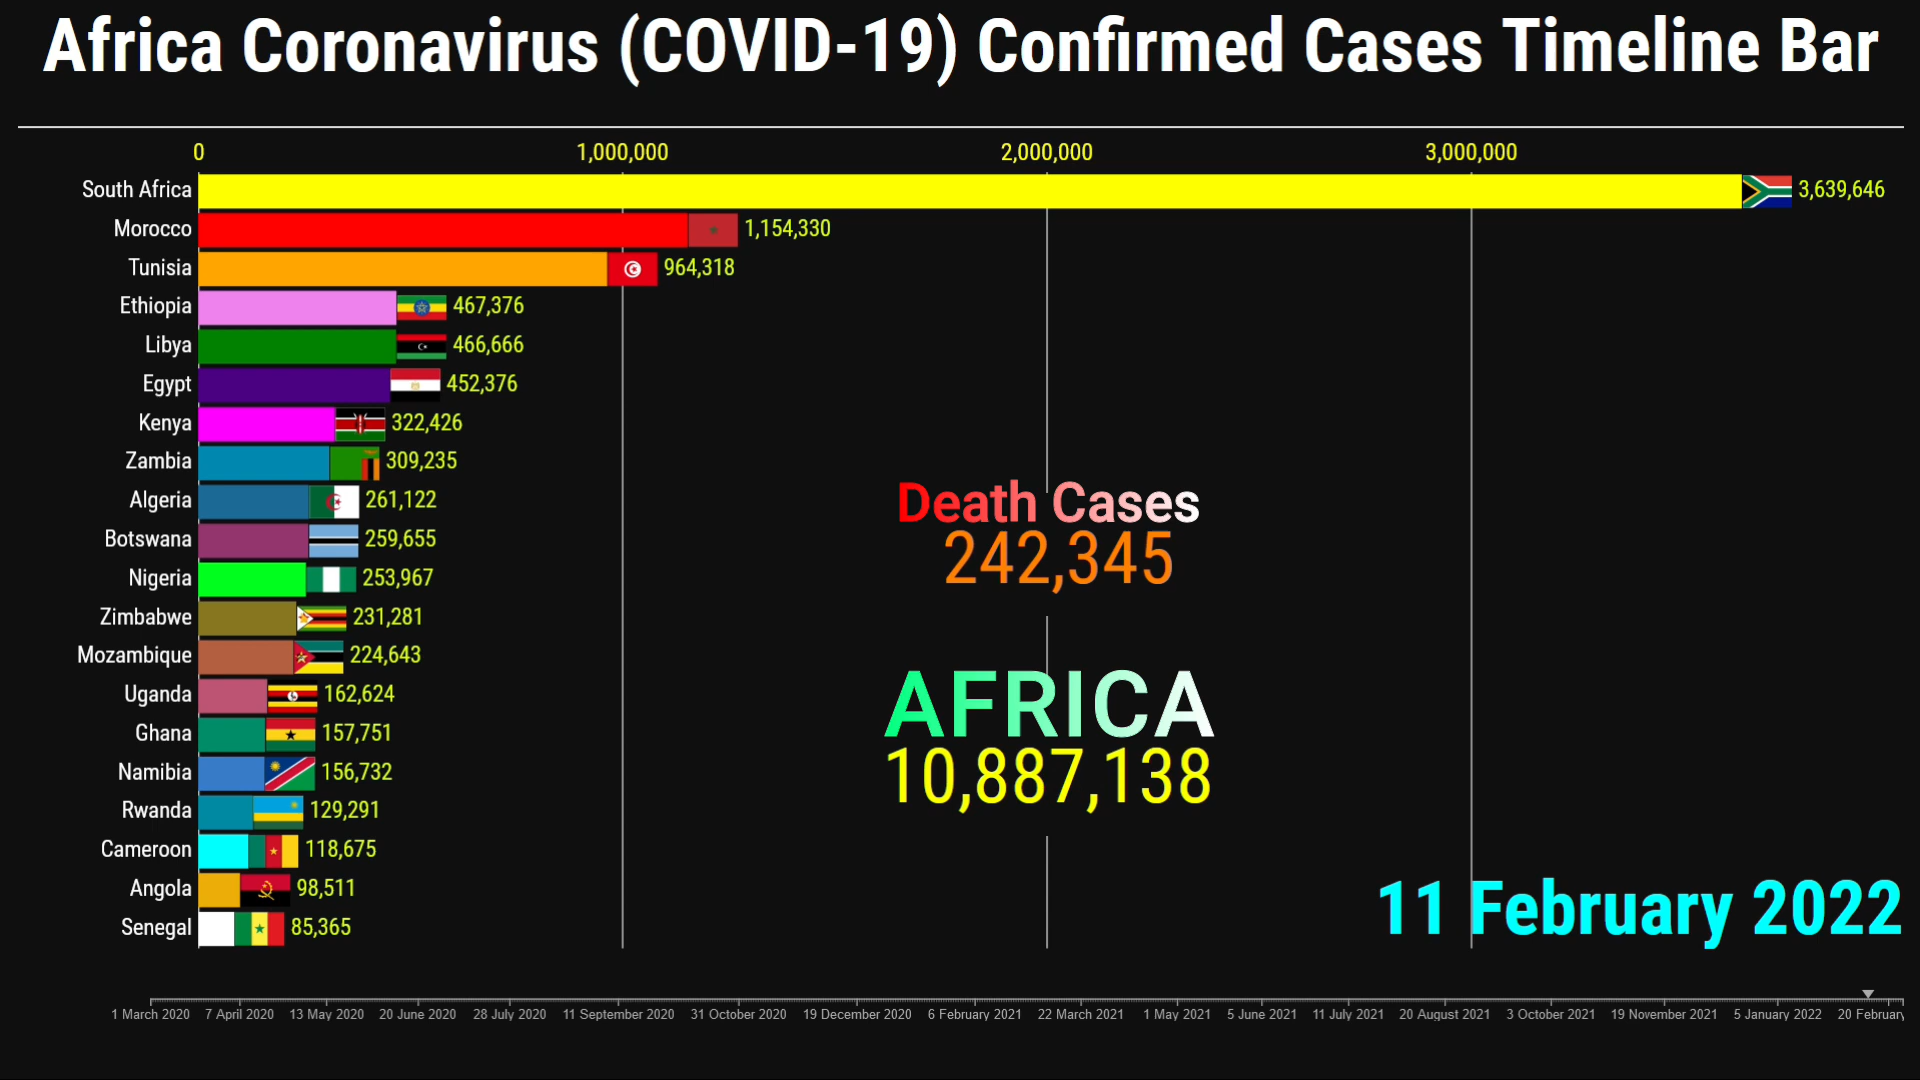 Africa Coronavirus (COVID-19) Confirmed Cases Timeline Bar
0 1,000,000 2,000,000 3,000,000
South Africa 3,639,646
Morocco 1,154,330
Tunisia 964,318
Ethiopia 467,376
Libya 466,666
Egypt 452,376
Kenya 322,426
Zambia 309,235
Algeria 261,122
Botswana 259,655
Nigeria 253,967
Zimbabwe 231,281
Mozambique 224,643
Uganda 162,624
Ghana 157,751
Namibia 156,732
Rwanda 129,291
Cameroon 118,675
Angola 98,511
Senegal 85,365
Death Cases
242,345
AFRICA
10,887,138
11 February 2022
1 March 2020 7 April 2020 13 May 2020 20 June 2020 28 July 2020 11 September 2020 31 October 2020 19 December 2020 6 February 2021 22 March 2021 1 May 2021 5 June 2021 11 July 2021 20 August 2021 3 October 2021 19 November 2021 5 January 2022 20 Februar